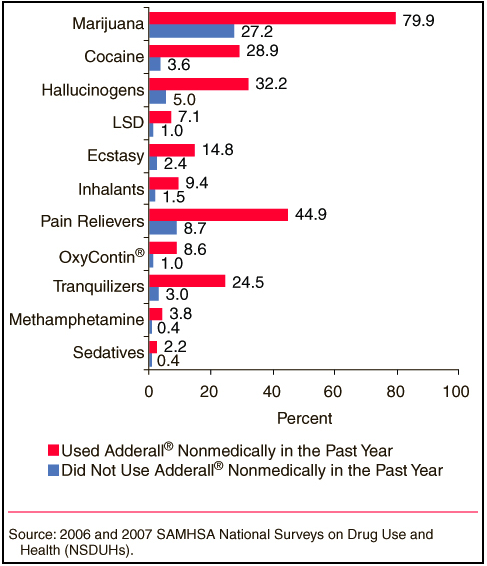 Marijuana 79.9
27.2
Cocaine 28.9
3.6
Hallucinogens 32.2
5.0
LSD 7.1
1.0
Ecstasy 14.8
2.4
Inhalants 9.4
1.5
Pain Relievers 44.9
8.7
OxyContin® 8.6
1.0
Tranquilizers 24.5
3.0
Methamphetamine 3.8
0.4
Sedatives 2.2
0.4
0 20 40 60 80 100
Percent
Used Adderall® Nonmedically in the Past Year
Did Not Use Adderall® Nonmedically in the Past Year
Source: 2006 and 2007 SAMHSA National Surveys on Drug Use and
Health (NSDUHs).